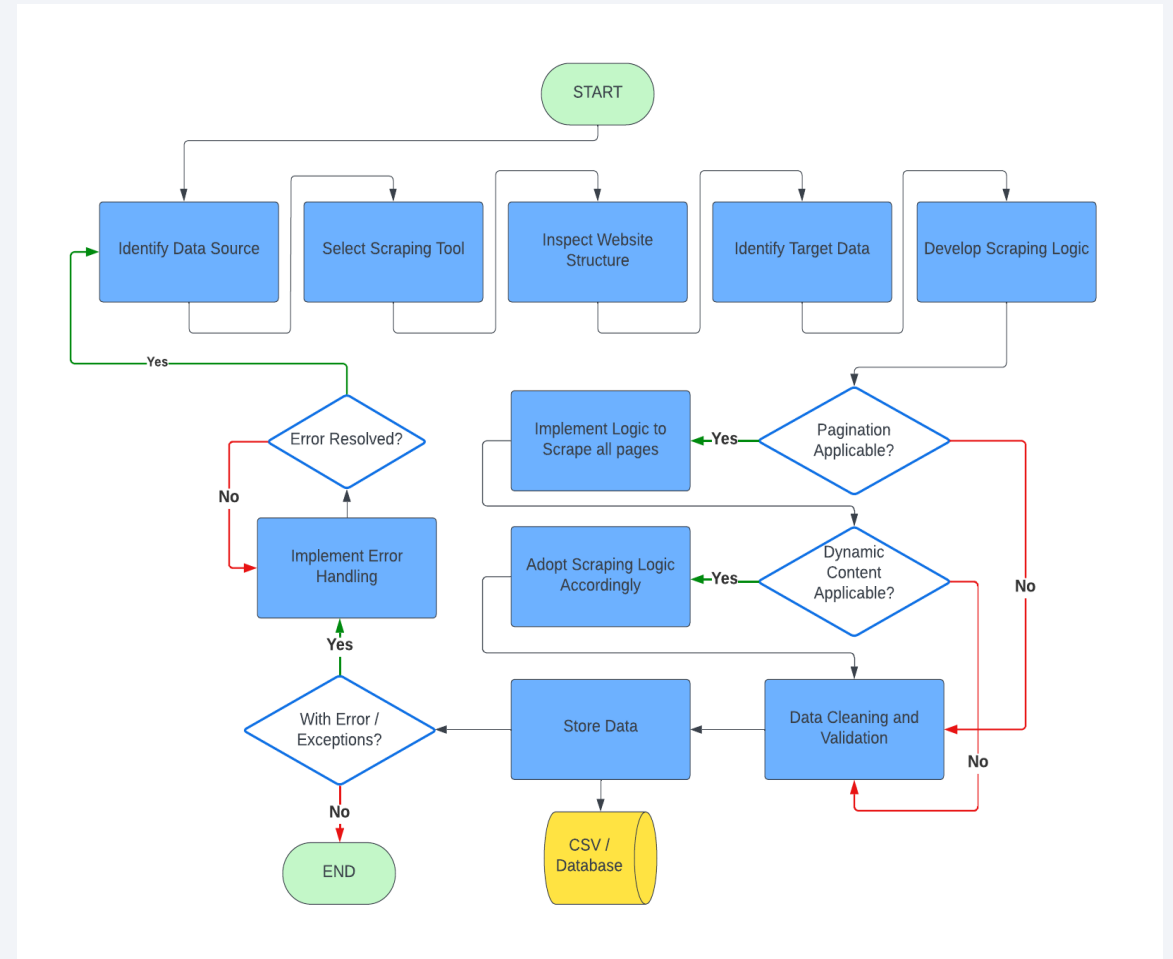 START
Identify Data Source
Select Scraping Tool
Inspect Website
Structure
Identify Target Data
Develop Scraping Logic
Yes
Error Resolved?
Implement Logic to
Scrape all pages
Yes
Pagination
Applicable?
No
Implement Error
Handling
Adopt Scraping Logic
Accordingly
Yes
Dynamic
Content
Applicable?
No
Yes
With Error /
Exceptions?
Store Data
Data Cleaning and
Validation
No
No
CSV /
Database
END